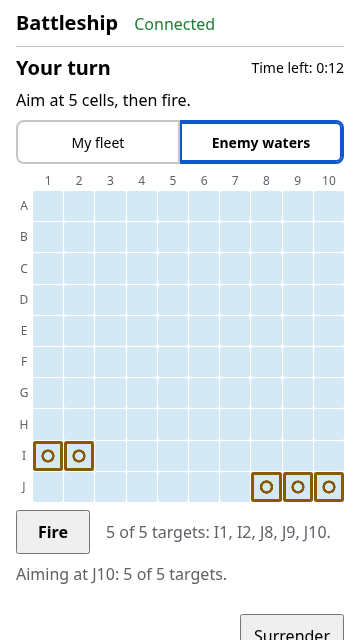 Battleship Connected
Your turn Time left: 0:12
Aim at 5 cells, then fire.
My fleet Enemy waters
1 2 3 4 5 6 7 8 9 10
A
B
C
D
E
F
G
H
I
J
Fire 5 of 5 targets: I1, I2, J8, J9, J10.
Aiming at J10: 5 of 5 targets.
Surrender